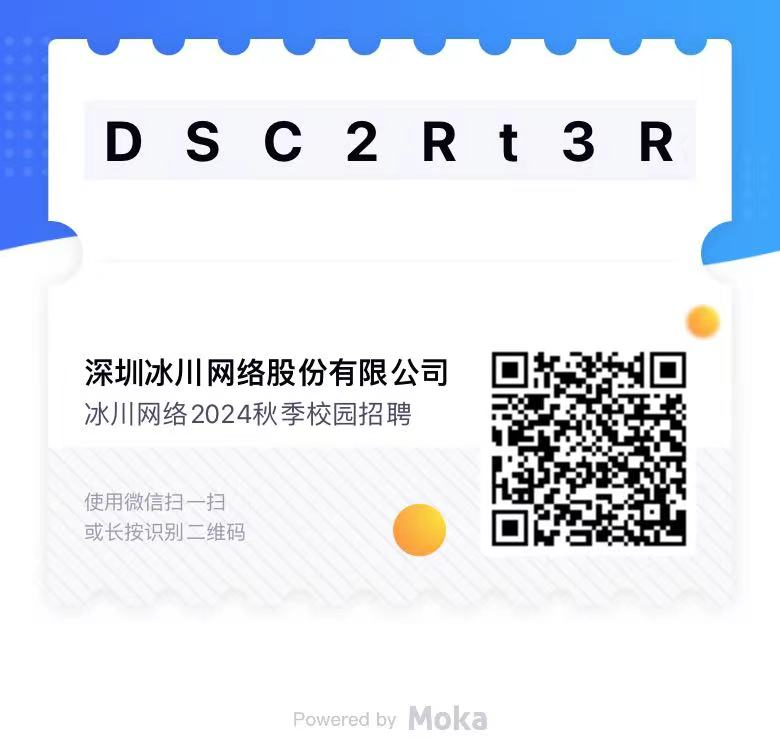 D S C 2 R t 3 R
深圳冰川网络股份有限公司
冰川网络2024秋季校园招聘
使用微信扫一扫
或长按识别二维码
Powered by Moka